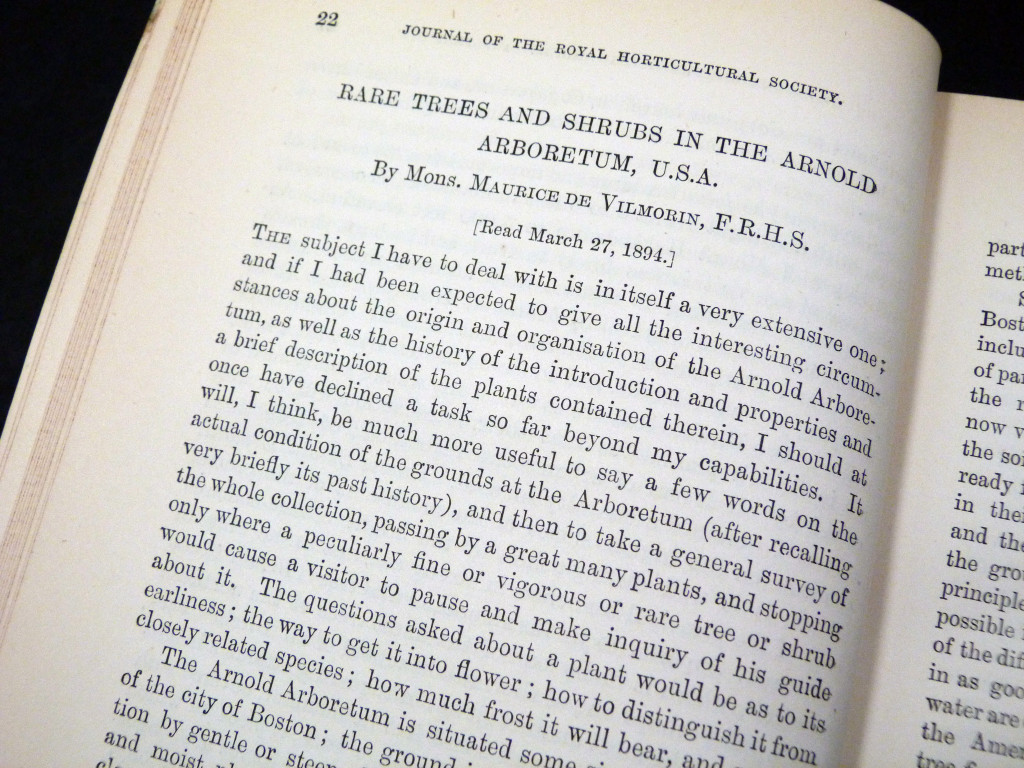 22
JOURNAL OF THE ROYAL HORTICULTURAL SOCIETY.
RARE TREES AND SHRUBS IN THE ARNOLD
ARBORETUM, U.S.A.
By Mons. MAURICE DE VILMORIN, F.R.H.S.
[Read March 27, 1894.]
THE subject I have to deal with is in itself a very extensive one;
and if I had been expected to give all the interesting circum-
stances about the origin and organisation of the Arnold Arbore-
tum, as well as the history of the introduction and properties and
a brief description of the plants contained therein, I should at
once have declined a task so far beyond my capabilities. It
will, I think, be much more useful to say a few words on the
actual condition of the grounds at the Arboretum (after recalling
very briefly its past history), and then to take a general survey of
the whole collection, passing by a great many plants, and stopping
only where a peculiarly fine or vigorous or rare tree or shrub
would cause a visitor to pause and make inquiry of his guide
about it. The questions asked about a plant would be as to its
earliness; the way to get it into flower; how to distinguish it from
closely related species; how much frost it will bear, and
The Arnold Arboretum is situated some
of the city of Boston; the ground
tion by gentle or steep
and moist
part
met
Bost
inclu
of par
the
now
the so
ready
in the
and the
the grou
principle
possible
of the dif
in as goo
water are
the Amer
tree